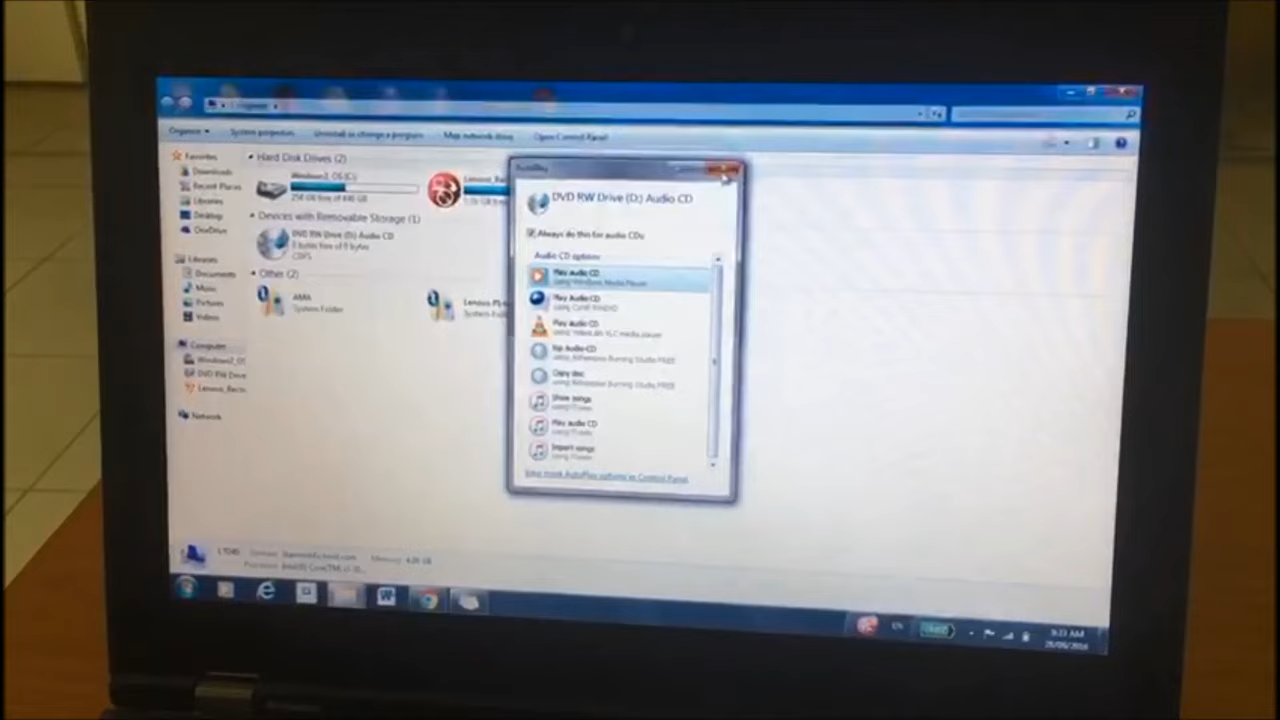 Computer
Organize
System properties
Uninstall or change a program
Map network drive
Open Control Panel
Favorites
Downloads
Recent Places
Libraries
Desktop
OneDrive
Libraries
Documents
Music
Pictures
Videos
Computer
Windows7_OS
DVD RW Drive
Lenovo_Recov
Network
Hard Disk Drives (2)
Windows7_OS (C:)
Devices with Removable Storage (1)
DVD RW Drive (D:) Audio CD
0 bytes free of 0 bytes
CDFS
Other (2)
System Folder
AutoPlay
DVD RW Drive (D:) Audio CD
Always do this for audio CDs
Audio CD options
Play audio CD
using Windows Media Player
Play Audio CD
Play audio CD
using VideoLAN VLC media player
Rip Audio CD
using Ashampoo Burning Studio FREE
Copy disc
using Ashampoo Burning Studio FREE
Show songs
using iTunes
Play audio CD
using iTunes
Import songs
using iTunes
View more AutoPlay options in Control Panel
EN
9:23 AM